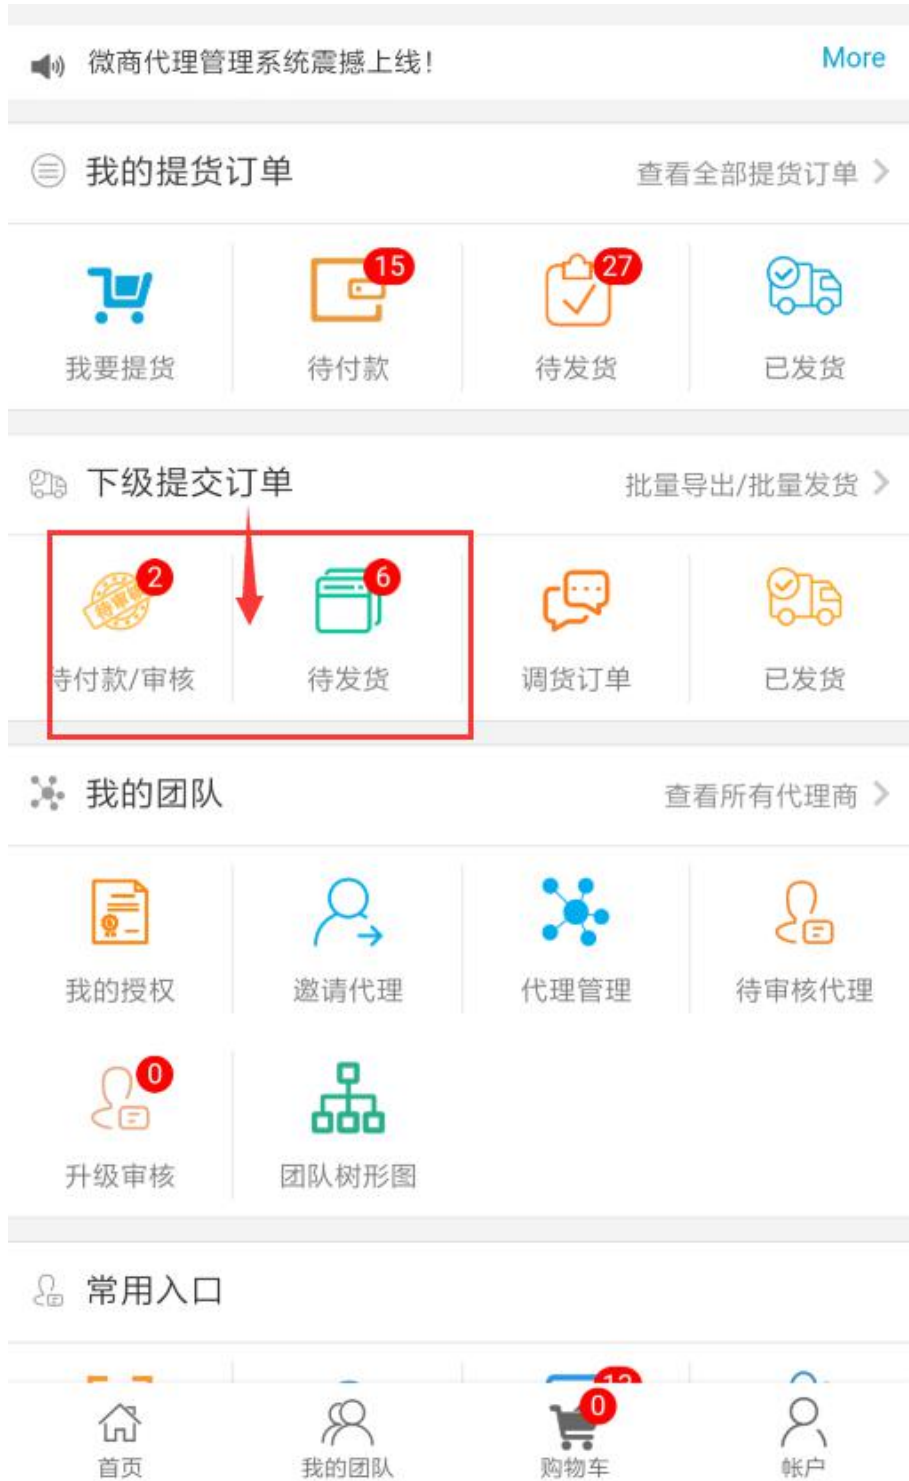 微商代理管理系统震撼上线！ More
我的提货订单 查看全部提货订单
15 27
我要提货 待付款 待发货 已发货
下级提交订单 批量导出/批量发货
2 6
待审核
待付款/审核 待发货 调货订单 已发货
我的团队 查看所有代理商
我的授权 邀请代理 代理管理 待审核代理
0
升级审核 团队树形图
常用入口
0
首页 我的团队 购物车 帐户